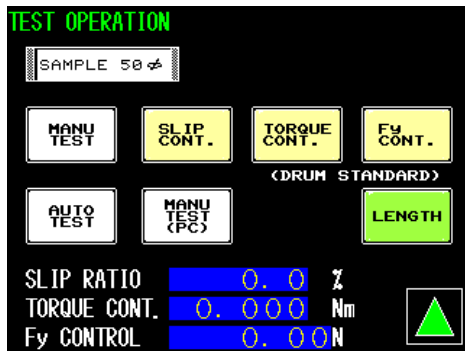 TEST OPERATION
SAMPLE 50⌀
MANU TEST
SLIP CONT.
TORQUE CONT.
Fy CONT.
(DRUM STANDARD)
AUTO TEST
MANU TEST (PC)
LENGTH
SLIP RATIO 0. 0 %
TORQUE CONT. 0. 000 Nm
Fy CONTROL 0. 00 N